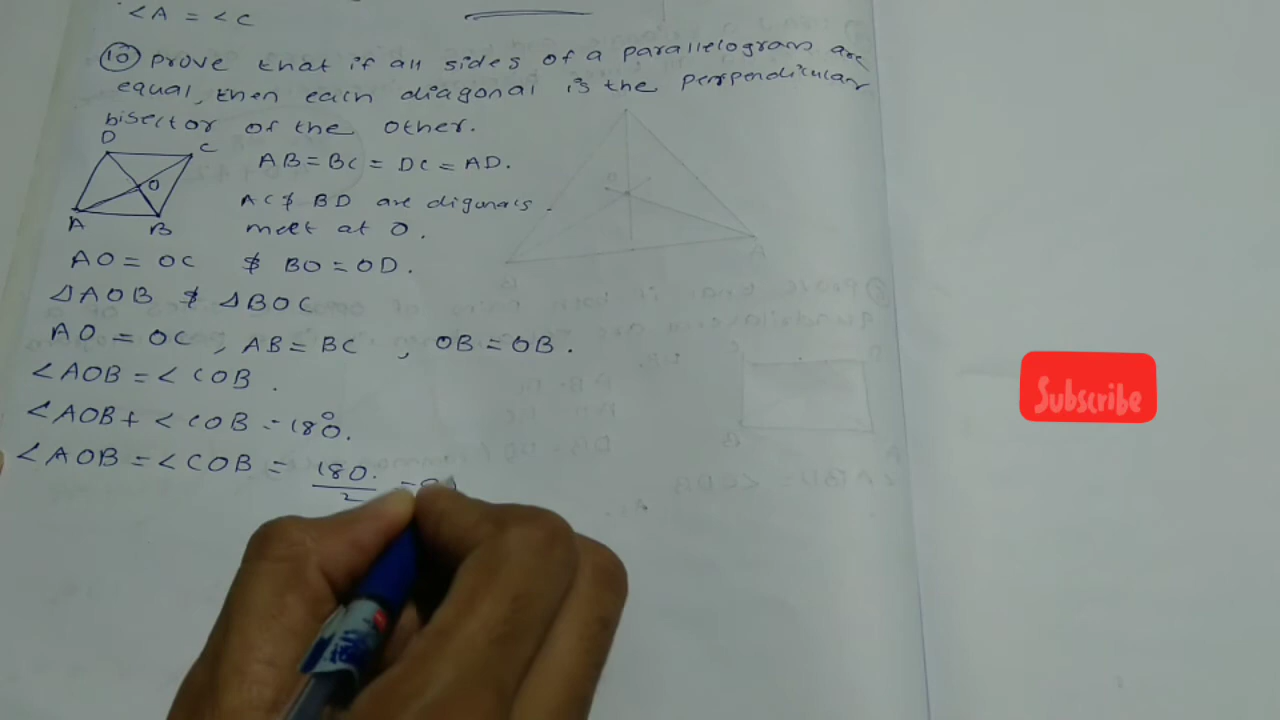 <A = <C
10 Prove that if all sides of a parallelogram are
equal, then each diagonal is the perpendicular
bisector of the other.
D C
O
A B
AB = BC = DC = AD.
AC & BD are digonals.
meet at O.
AO = OC & BO = OD.
ΔAOB & ΔBOC
AO = OC , AB = BC , OB = OB.
<AOB = < COB .
<AOB + < COB = 180°.
<AOB = <COB = 180/2 =
Subscribe